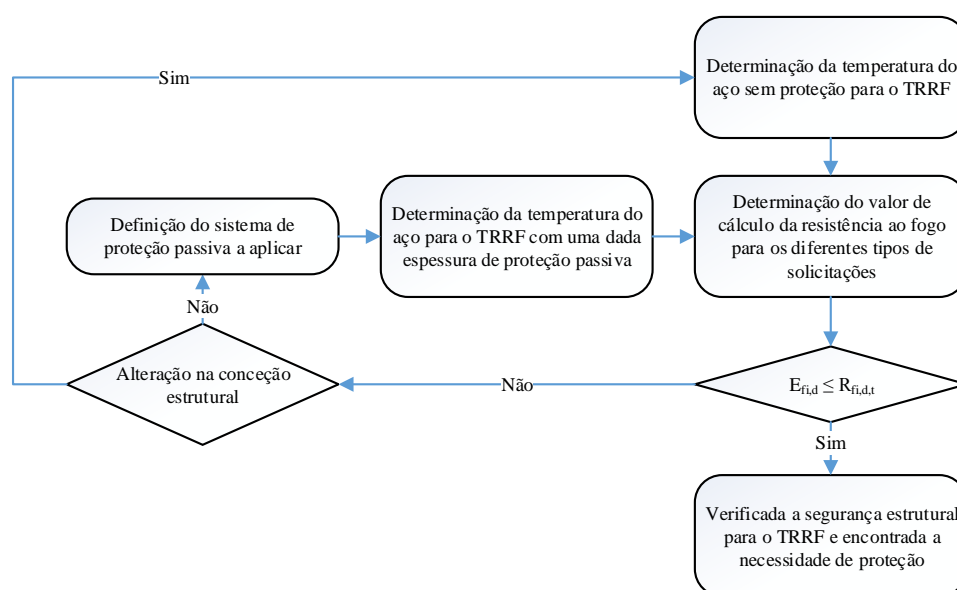 Sim
Determinação da temperatura do
aço sem proteção para o TRRF
Definição do sistema de
proteção passiva a aplicar
Determinação da temperatura do
aço para o TRRF com uma dada
espessura de proteção passiva
Determinação do valor de
cálculo da resistência ao fogo
para os diferentes tipos de
solicitações
Não
Alteração na conceção
estrutural
Não
Efi,d ≤ Rfi,d,t
Sim
Verificada a segurança estrutural
para o TRRF e encontrada a
necessidade de proteção